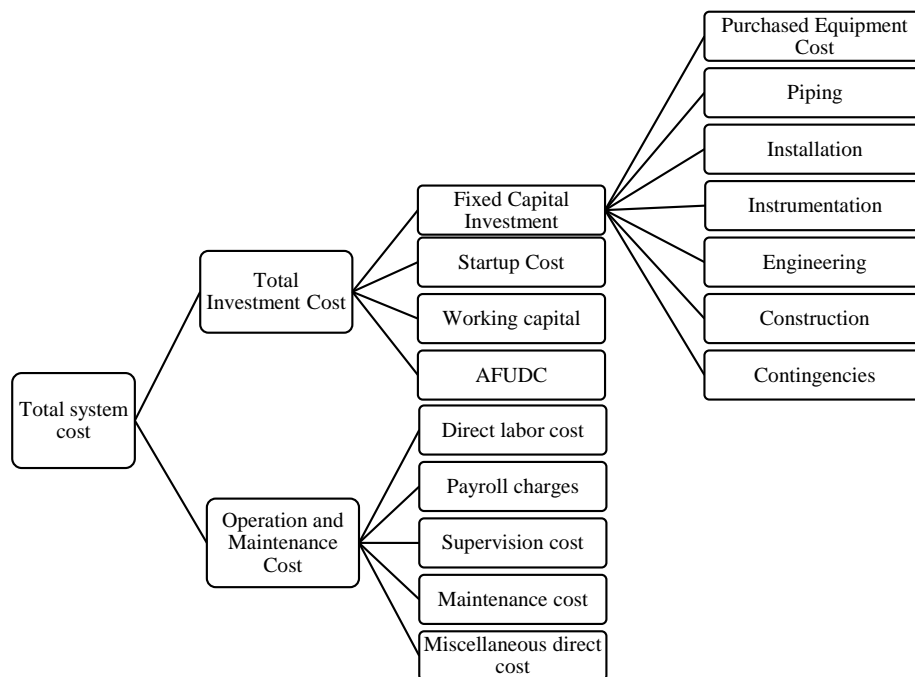 Purchased Equipment
Cost
Piping
Installation
Fixed Capital
Investment
Instrumentation
Startup Cost
Engineering
Total
Investment Cost
Working capital
Construction
AFUDC
Contingencies
Total system
cost
Direct labor cost
Payroll charges
Operation and
Maintenance
Cost
Supervision cost
Maintenance cost
Miscellaneous direct
cost